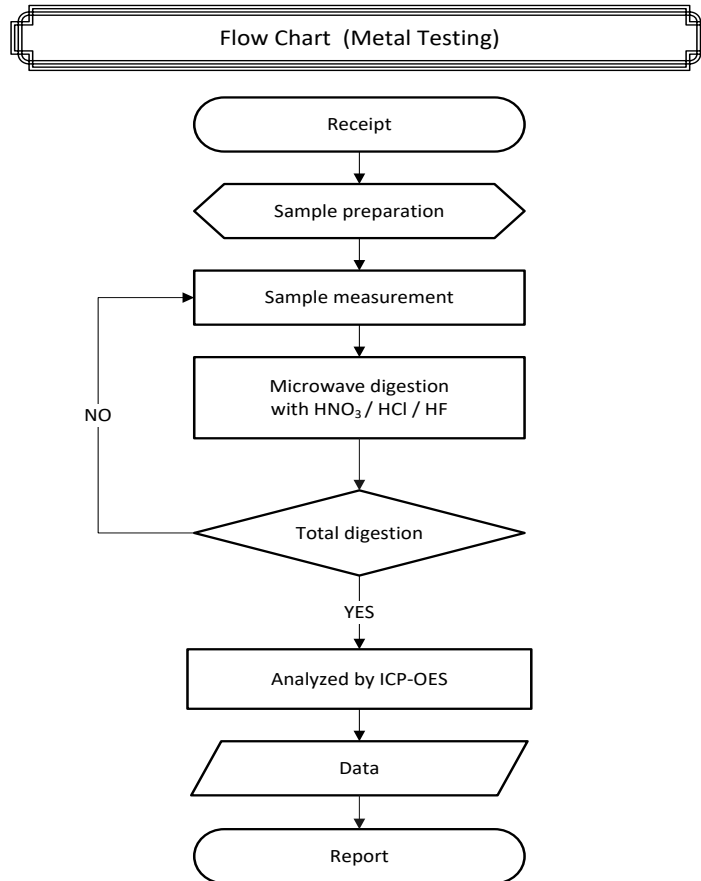 Flow Chart  (Metal Testing)
Receipt
Sample preparation
Sample measurement
Microwave digestion
with HNO₃ / HCl / HF
NO
Total digestion
YES
Analyzed by ICP-OES
Data
Report